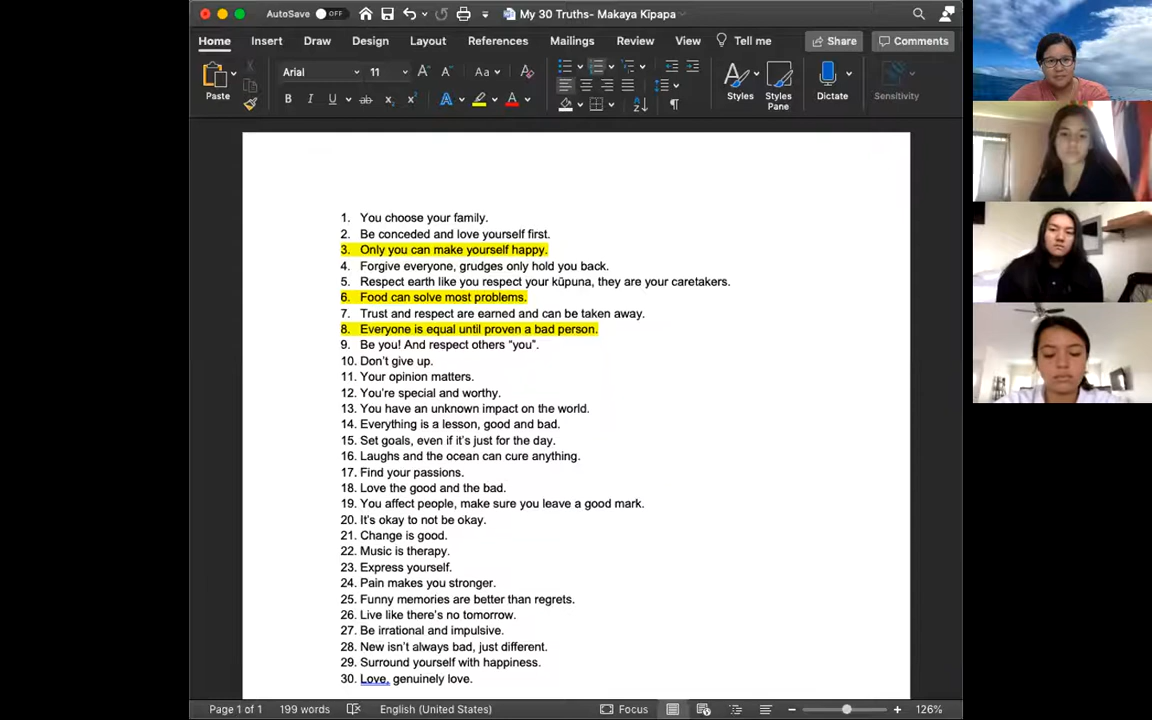 AutoSave OFF My 30 Truths- Makaya Kīpapa
Home Insert Draw Design Layout References Mailings Review View Tell me Share Comments
Paste Arial 11 Aa Styles Styles Pane Dictate Sensitivity
1. You choose your family.
2. Be conceded and love yourself first.
3. Only you can make yourself happy.
4. Forgive everyone, grudges only hold you back.
5. Respect earth like you respect your kūpuna, they are your caretakers.
6. Food can solve most problems.
7. Trust and respect are earned and can be taken away.
8. Everyone is equal until proven a bad person.
9. Be you! And respect others “you”.
10. Don’t give up.
11. Your opinion matters.
12. You’re special and worthy.
13. You have an unknown impact on the world.
14. Everything is a lesson, good and bad.
15. Set goals, even if it’s just for the day.
16. Laughs and the ocean can cure anything.
17. Find your passions.
18. Love the good and the bad.
19. You affect people, make sure you leave a good mark.
20. It’s okay to not be okay.
21. Change is good.
22. Music is therapy.
23. Express yourself.
24. Pain makes you stronger.
25. Funny memories are better than regrets.
26. Live like there’s no tomorrow.
27. Be irrational and impulsive.
28. New isn’t always bad, just different.
29. Surround yourself with happiness.
30. Love, genuinely love.
Page 1 of 1 199 words English (United States) Focus 126%